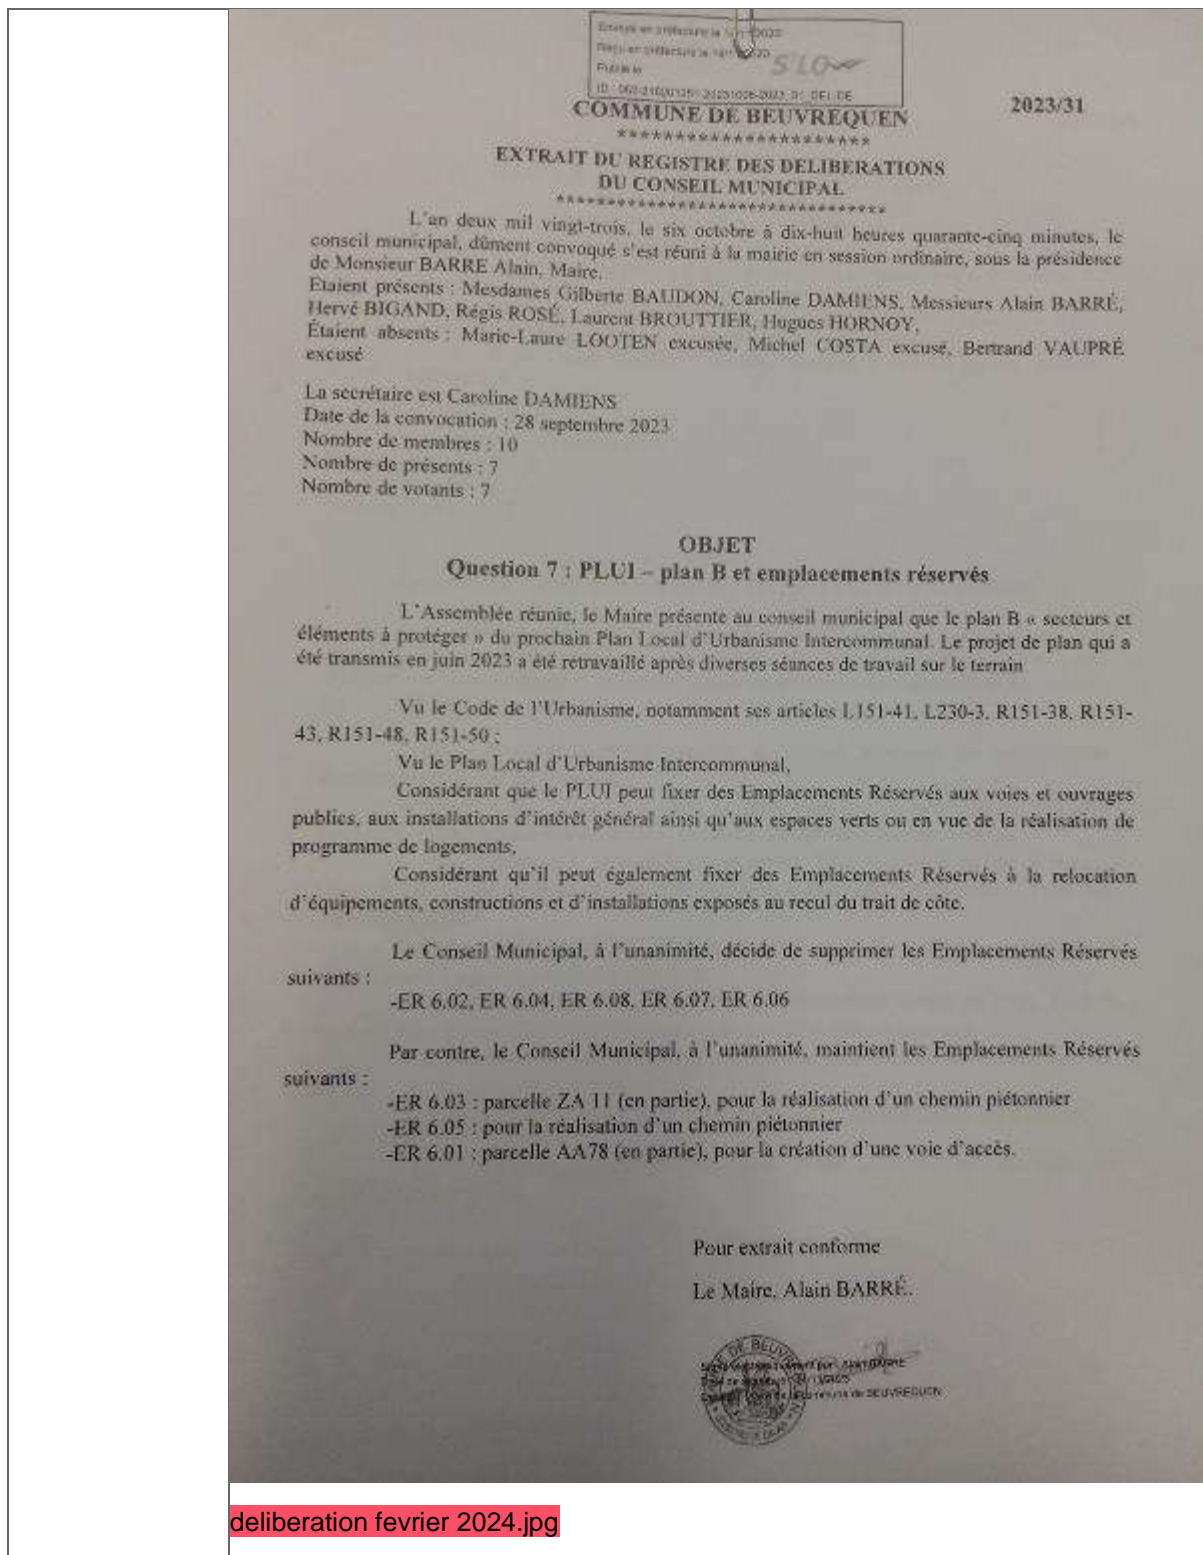 Envoyé en préfecture le
Reçu en préfecture le
Publié le
S²LO
ID :
COMMUNE DE BEUVREQUEN
2023/31
**********************
EXTRAIT DU REGISTRE DES DELIBERATIONS
DU CONSEIL MUNICIPAL
*********************************
L'an deux mil vingt-trois, le six octobre à dix-huit heures quarante-cinq minutes, le
conseil municipal, dûment convoqué s'est réuni à la mairie en session ordinaire, sous la présidence
de Monsieur BARRE Alain, Maire.
Etaient présents : Mesdames Gilberte BAUDON, Caroline DAMIENS, Messieurs Alain BARRÉ,
Hervé BIGAND, Régis ROSÉ, Laurent BROUTTIER, Hugues HORNOY,
Étaient absents : Marie-Laure LOOTEN excusée, Michel COSTA excusé, Bertrand VAUPRÉ
excusé
La secrétaire est Caroline DAMIENS
Date de la convocation : 28 septembre 2023
Nombre de membres : 10
Nombre de présents : 7
Nombre de votants : 7
OBJET
Question 7 : PLUI – plan B et emplacements réservés
L'Assemblée réunie, le Maire présente au conseil municipal que le plan B « secteurs et
éléments à protéger » du prochain Plan Local d'Urbanisme Intercommunal. Le projet de plan qui a
été transmis en juin 2023 a été retravaillé après diverses séances de travail sur le terrain
Vu le Code de l'Urbanisme, notamment ses articles L151-41, L230-3, R151-38, R151-
43, R151-48, R151-50 ;
Vu le Plan Local d'Urbanisme Intercommunal,
Considérant que le PLUI peut fixer des Emplacements Réservés aux voies et ouvrages
publics, aux installations d'intérêt général ainsi qu'aux espaces verts ou en vue de la réalisation de
programme de logements,
Considérant qu'il peut également fixer des Emplacements Réservés à la relocation
d'équipements, constructions et d'installations exposés au recul du trait de côte.
Le Conseil Municipal, à l'unanimité, décide de supprimer les Emplacements Réservés
suivants :
-ER 6.02, ER 6.04, ER 6.08, ER 6.07, ER 6.06
Par contre, le Conseil Municipal, à l'unanimité, maintient les Emplacements Réservés
suivants :
-ER 6.03 : parcelle ZA 11 (en partie), pour la réalisation d'un chemin piétonnier
-ER 6.05 : pour la réalisation d'un chemin piétonnier
-ER 6.01 : parcelle AA78 (en partie), pour la création d'une voie d'accès.
Pour extrait conforme
Le Maire, Alain BARRÉ.
deliberation fevrier 2024.jpg